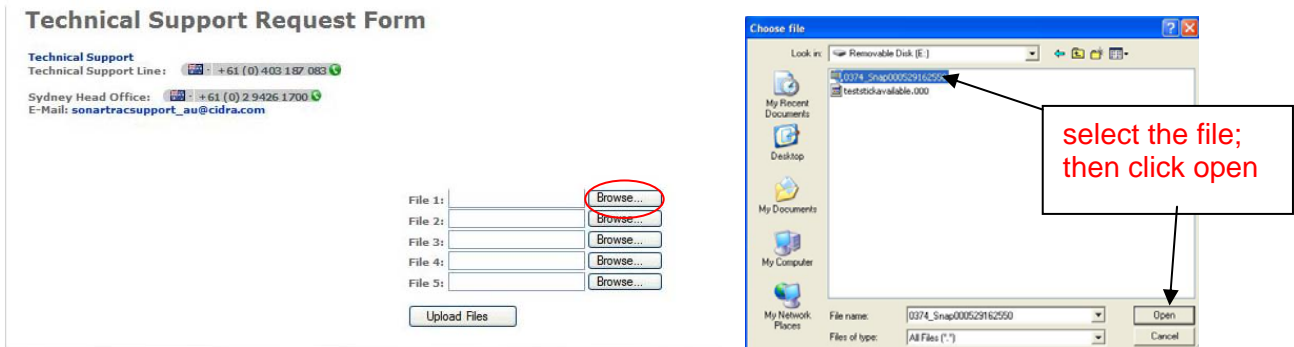 Technical Support Request Form
Technical Support
Technical Support Line: +61 (0) 403 187 083
Sydney Head Office: +61 (0) 2 9426 1700
E-Mail: sonartracsupport_au@cidra.com
File 1: Browse...
File 2: Browse...
File 3: Browse...
File 4: Browse...
File 5: Browse...
Upload Files
Choose file
Look in: Removable Disk (E:)
0374_Snap000529162550
teststickavailable.000
My Recent
Documents
Desktop
My Documents
My Computer
My Network
Places
File name: 0374_Snap000529162550 Open
Files of type: All Files (*.*) Cancel
select the file;
then click open